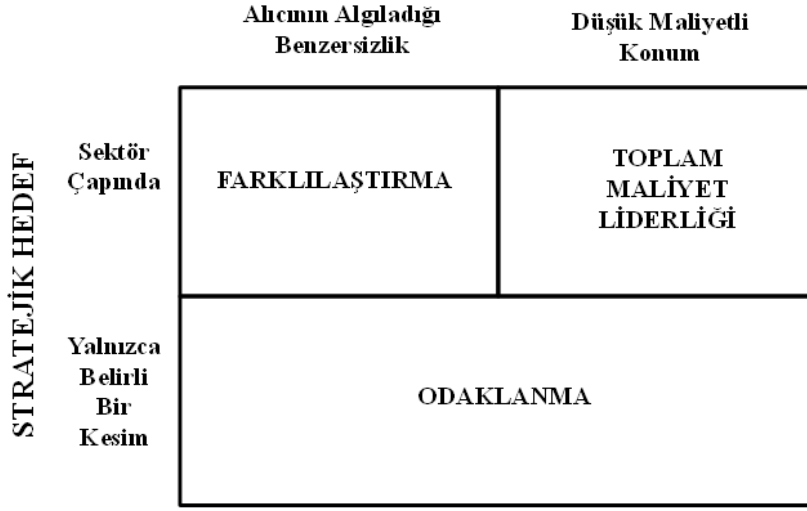 Alıcının Algıladığı
Benzersizlik
Düşük Maliyetli
Konum
STRATEJİK HEDEF
Sektör
Çapında
FARKLILAŞTIRMA
TOPLAM
MALİYET
LİDERLİĞİ
Yalnızca
Belirli
Bir
Kesim
ODAKLANMA